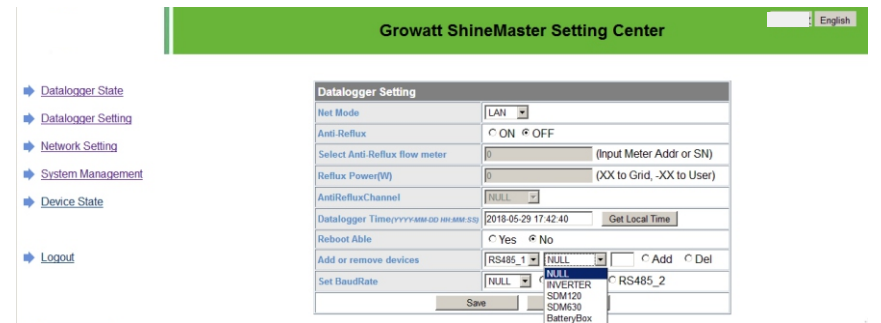 Growatt ShineMaster Setting Center
English
Datalogger State
Datalogger Setting
Network Setting
System Management
Device State
Logout
Datalogger Setting
Net Mode LAN
Anti-Reflux ON OFF
Select Anti-Reflux flow meter 0 (Input Meter Addr or SN)
Reflux Power(W) 0 (XX to Grid, -XX to User)
AntiRefluxChannel NULL
Datalogger Time(YYYY-MM-DD HH:MM:SS) 2018-05-29 17:42:40 Get Local Time
Reboot Able Yes No
Add or remove devices RS485_1 NULL Add Del
Set BaudRate NULL RS485_2
NULL
INVERTER
SDM120
SDM630
BatteryBox
Save